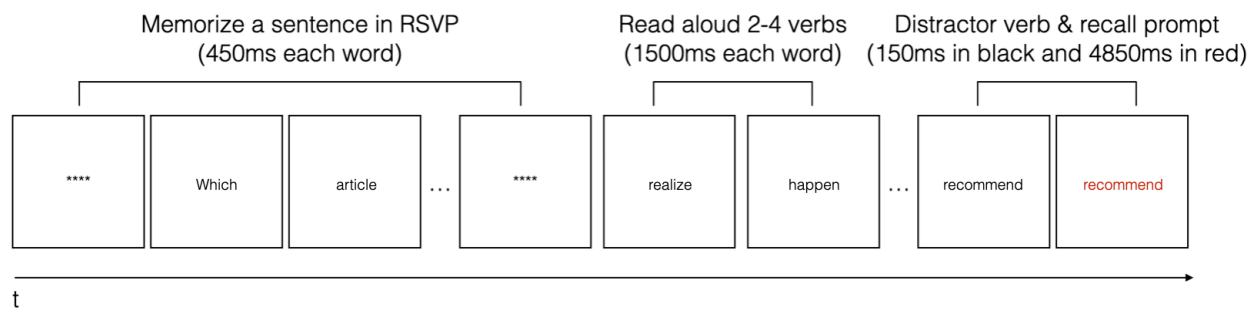 Memorize a sentence in RSVP
(450ms each word)
Read aloud 2-4 verbs
(1500ms each word)
Distractor verb & recall prompt
(150ms in black and 4850ms in red)
**** Which article ... **** realize happen ... recommend recommend
t